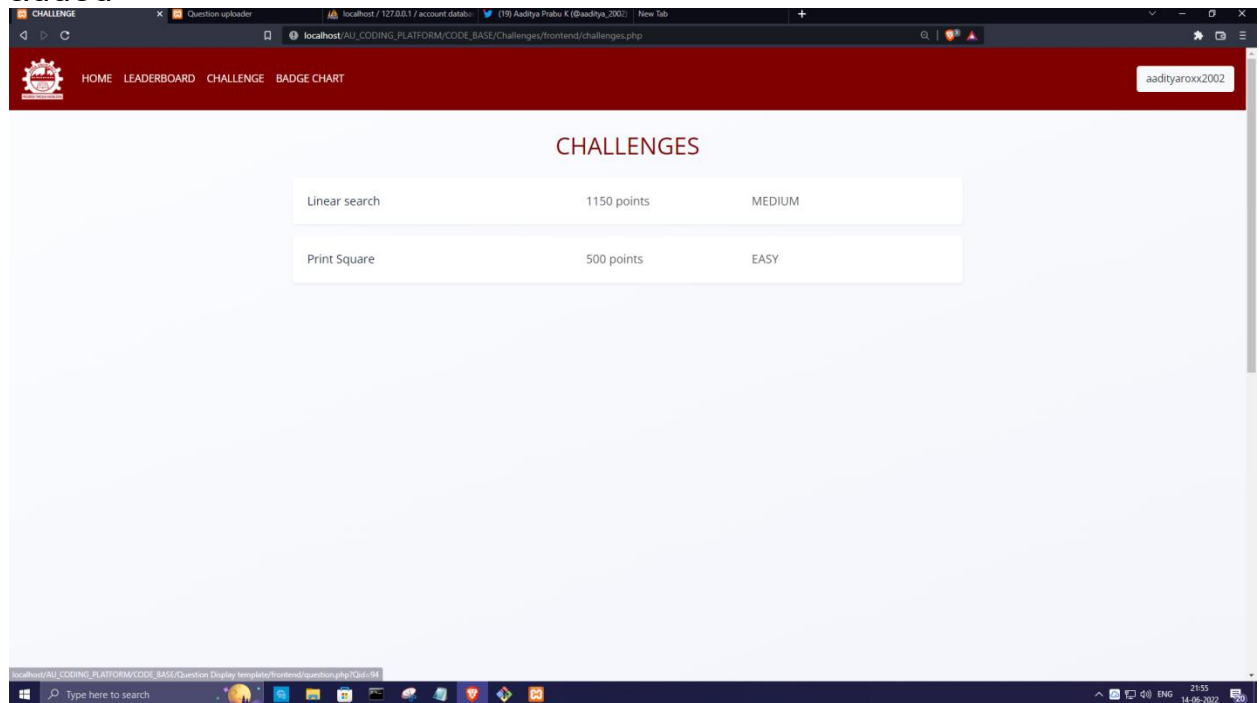 CHALLENGE
Question uploader
localhost / 127.0.0.1 / account databa
(19) Aaditya Prabu K (@aaditya_2002)
New Tab
localhost/AU_CODING_PLATFORM/CODE_BASE/Challenges/frontend/challenges.php
HOME LEADERBOARD CHALLENGE BADGE CHART
aadityaroxx2002
CHALLENGES
Linear search 1150 points MEDIUM
Print Square 500 points EASY
localhost/AU_CODING_PLATFORM/CODE_BASE/Question Display template/frontend/question.php?Qid=94
Type here to search
ENG
21:55
14-06-2022